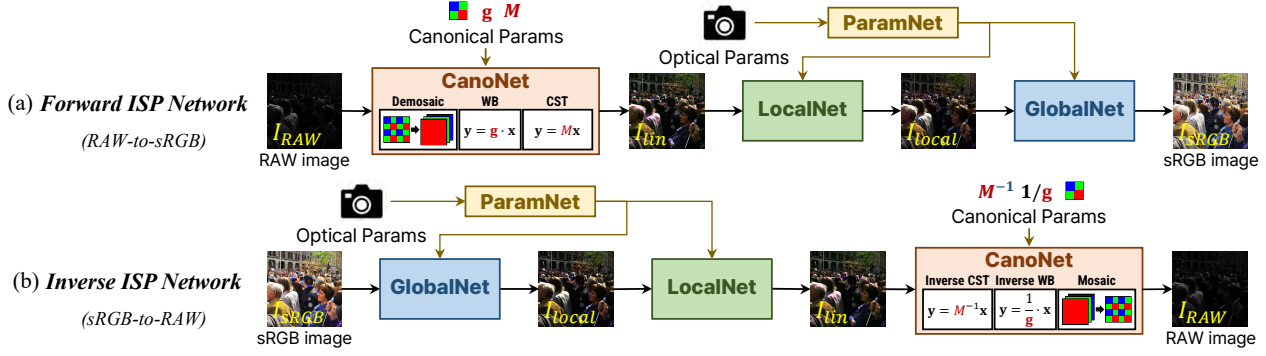 g M
Canonical Params
CanoNet
Demosaic WB CST
y = g · x
y = Mx
Optical Params
ParamNet
LocalNet
GlobalNet
(a) Forward ISP Network
(RAW-to-sRGB)
I_RAW
RAW image
I_lin
I_local
I_sRGB
sRGB image
Optical Params
ParamNet
M⁻¹ 1/g
Canonical Params
(b) Inverse ISP Network
(sRGB-to-RAW)
I_sRGB
sRGB image
GlobalNet
I_local
LocalNet
I_lin
CanoNet
Inverse CST Inverse WB Mosaic
y = M⁻¹x
y = 1/g · x
I_RAW
RAW image